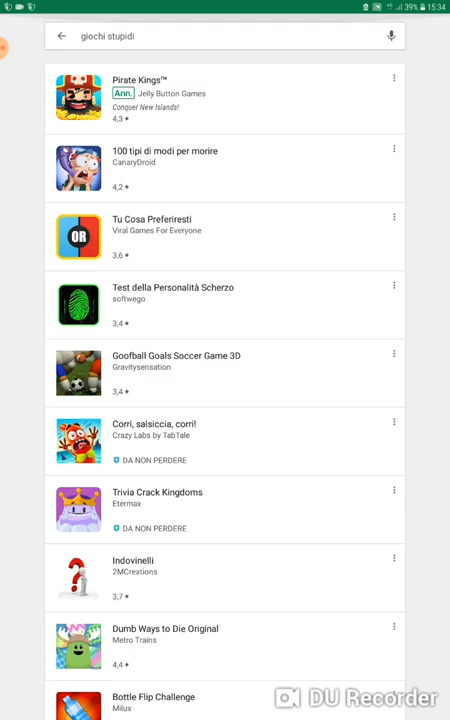 39% 15:34
giochi stupidi
Pirate Kings™
Ann. Jelly Button Games
Conquer New Islands!
4,3 ★
100 tipi di modi per morire
CanaryDroid
4,2 ★
OR
Tu Cosa Preferiresti
Viral Games For Everyone
3,6 ★
Test della Personalità Scherzo
softwego
3,4 ★
Goofball Goals Soccer Game 3D
Gravitysensation
3,4 ★
Corri, salsiccia, corri!
Crazy Labs by TabTale
DA NON PERDERE
Trivia Crack Kingdoms
Etermax
DA NON PERDERE
Indovinelli
2MCreations
3,7 ★
Dumb Ways to Die Original
Metro Trains
4,4 ★
Bottle Flip Challenge
Milux
DU Recorder